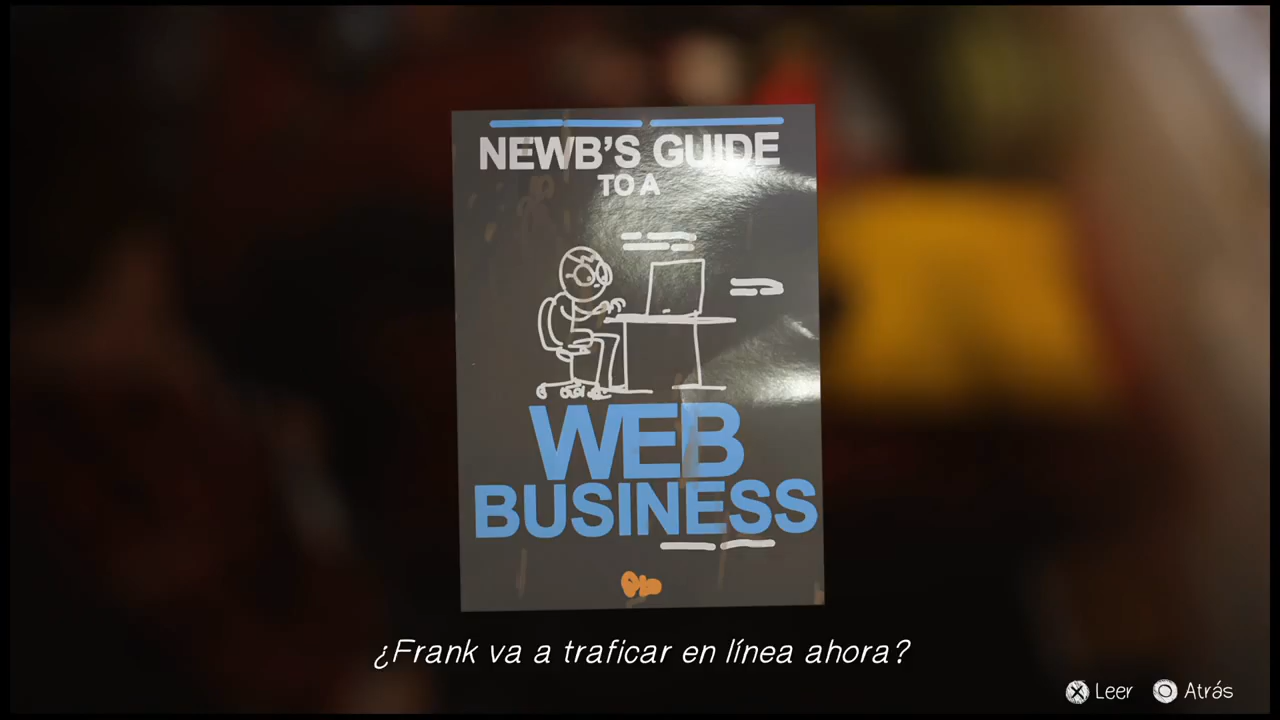 NEWB'S GUIDE
TO A
WEB
BUSINESS
¿Frank va a traficar en línea ahora?
Leer
Atrás